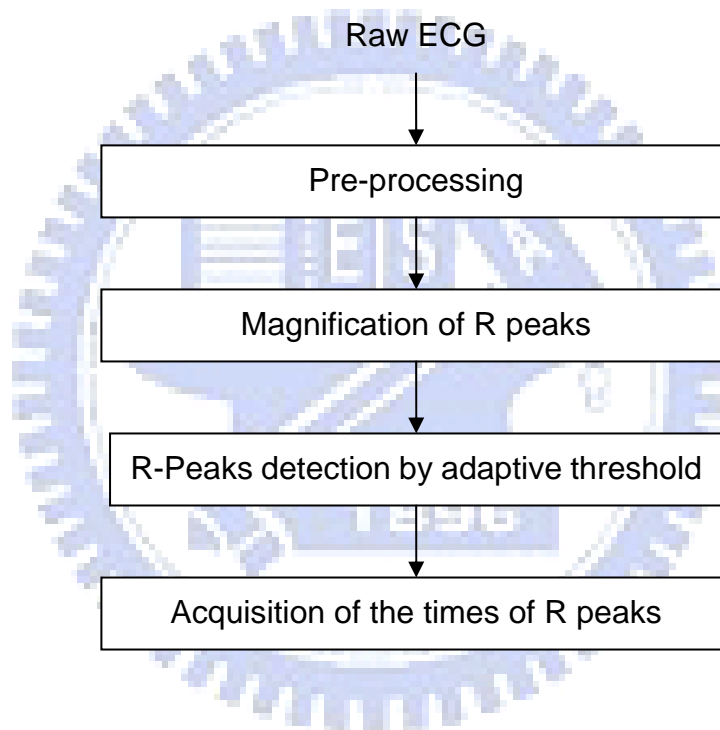 Raw ECG
Pre-processing
Magnification of R peaks
R-Peaks detection by adaptive threshold
Acquisition of the times of R peaks